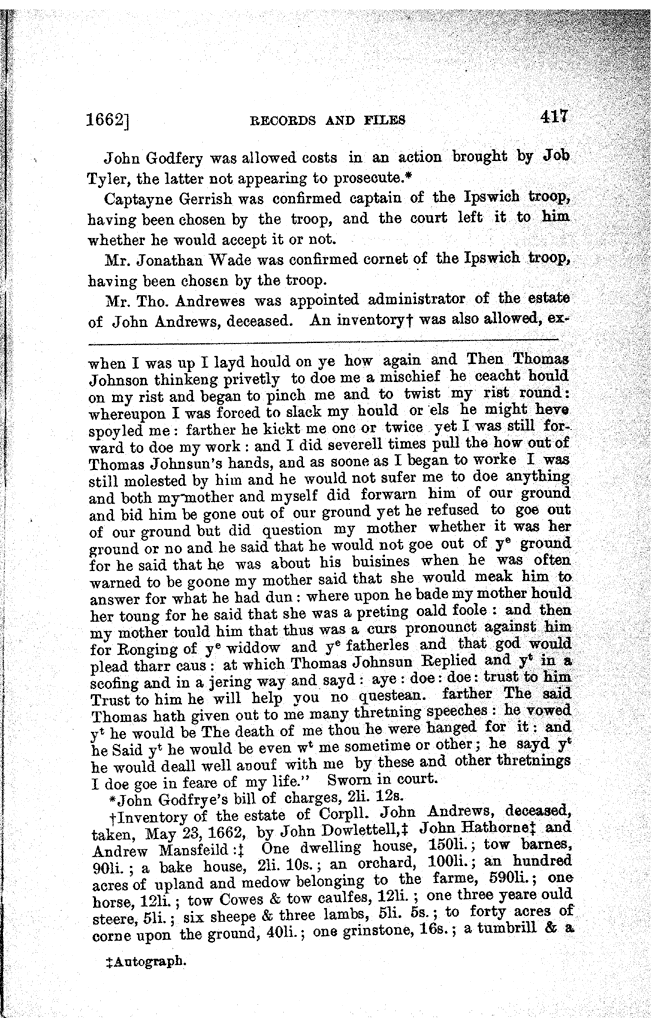 1662] RECORDS AND FILES 417
John Godfery was allowed costs in an action brought by Job
Tyler, the latter not appearing to prosecute.*
Captayne Gerrish was confirmed captain of the Ipswich troop,
having been chosen by the troop, and the court left it to him
whether he would accept it or not.
Mr. Jonathan Wade was confirmed cornet of the Ipswich troop,
having been chosen by the troop.
Mr. Tho. Andrewes was appointed administrator of the estate
of John Andrews, deceased. An inventory† was also allowed, ex-
when I was up I layd hould on ye how again and Then Thomas
Johnson thinkeng privetly to doe me a mischief he ceacht hould
on my rist and began to pinch me and to twist my rist round:
whereupon I was forced to slack my hould or els he might heve
spoyled me: farther he kickt me onc or twice yet I was still for-
ward to doe my work: and I did severell times pull the how out of
Thomas Johnsun's hands, and as soone as I began to worke I was
still molested by him and he would not sufer me to doe anything
and both my mother and myself did forwarn him of our ground
and bid him be gone out of our ground yet he refused to goe out
of our ground but did question my mother whether it was her
ground or no and he said that he would not goe out of yᵉ ground
for he said that he was about his buisines when he was often
warned to be goone my mother said that she would meak him to
answer for what he had dun: where upon he bade my mother hould
her toung for he said that she was a preting oald foole: and then
my mother tould him that thus was a curs pronounct against him
for Ronging of yᵉ widdow and yᵉ fatherles and that god would
plead tharr caus: at which Thomas Johnsun Replied and yᵗ in a
scofing and in a jering way and sayd: aye: doe: doe: trust to him
Trust to him he will help you no questean. farther The said
Thomas hath given out to me many thretning speeches: he vowed
yᵗ he would be The death of me thou he were hanged for it: and
he Said yᵗ he would be even wᵗ me sometime or other; he sayd yᵗ
he would deall well anouf with me by these and other thretnings
I doe goe in feare of my life." Sworn in court.
*John Godfrye's bill of charges, 2li. 12s.
†Inventory of the estate of Corpll. John Andrews, deceased,
taken, May 23, 1662, by John Dowlettell,‡ John Hathorne‡ and
Andrew Mansfeild:‡ One dwelling house, 150li.; tow barnes,
90li.; a bake house, 2li. 10s.; an orchard, 100li.; an hundred
acres of upland and medow belonging to the farme, 590li.; one
horse, 12li.; tow Cowes & tow caulfes, 12li.; one three yeare ould
steere, 5li.; six sheepe & three lambs, 5li. 5s.; to forty acres of
corne upon the ground, 40li.; one grinstone, 16s.; a tumbrill & a
‡Autograph.